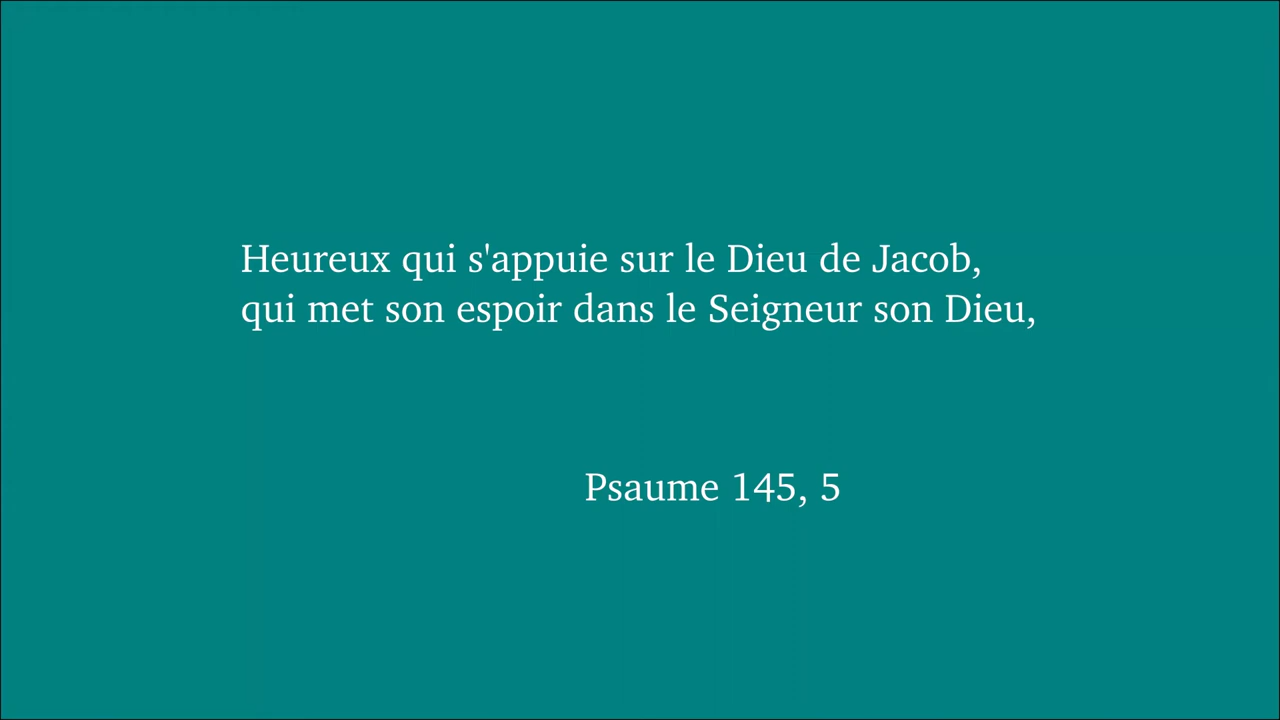 Heureux qui s'appuie sur le Dieu de Jacob,
qui met son espoir dans le Seigneur son Dieu,
Psaume 145, 5